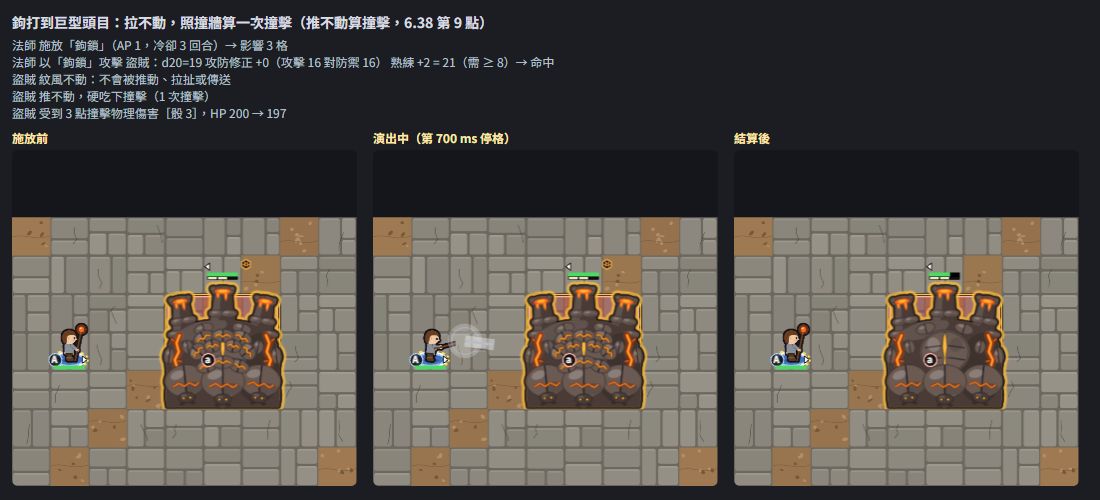 鉤打到巨型頭目：拉不動，照撞牆算一次撞擊（推不動算撞擊，6.38 第 9 點）
法師 施放「鉤鎖」（AP 1，冷卻 3 回合）→ 影響 3 格
法師 以「鉤鎖」攻擊 盜賊：d20=19 攻防修正 +0（攻擊 16 對防禦 16） 熟練 +2 = 21（需 ≥ 8）→ 命中
盜賊 紋風不動：不會被推動、拉扯或傳送
盜賊 推不動，硬吃下撞擊（1 次撞擊）
盜賊 受到 3 點撞擊物理傷害［骰 3］，HP 200 → 197
施放前
演出中（第 700 ms 停格）
結算後
A
a
A
a
A
a